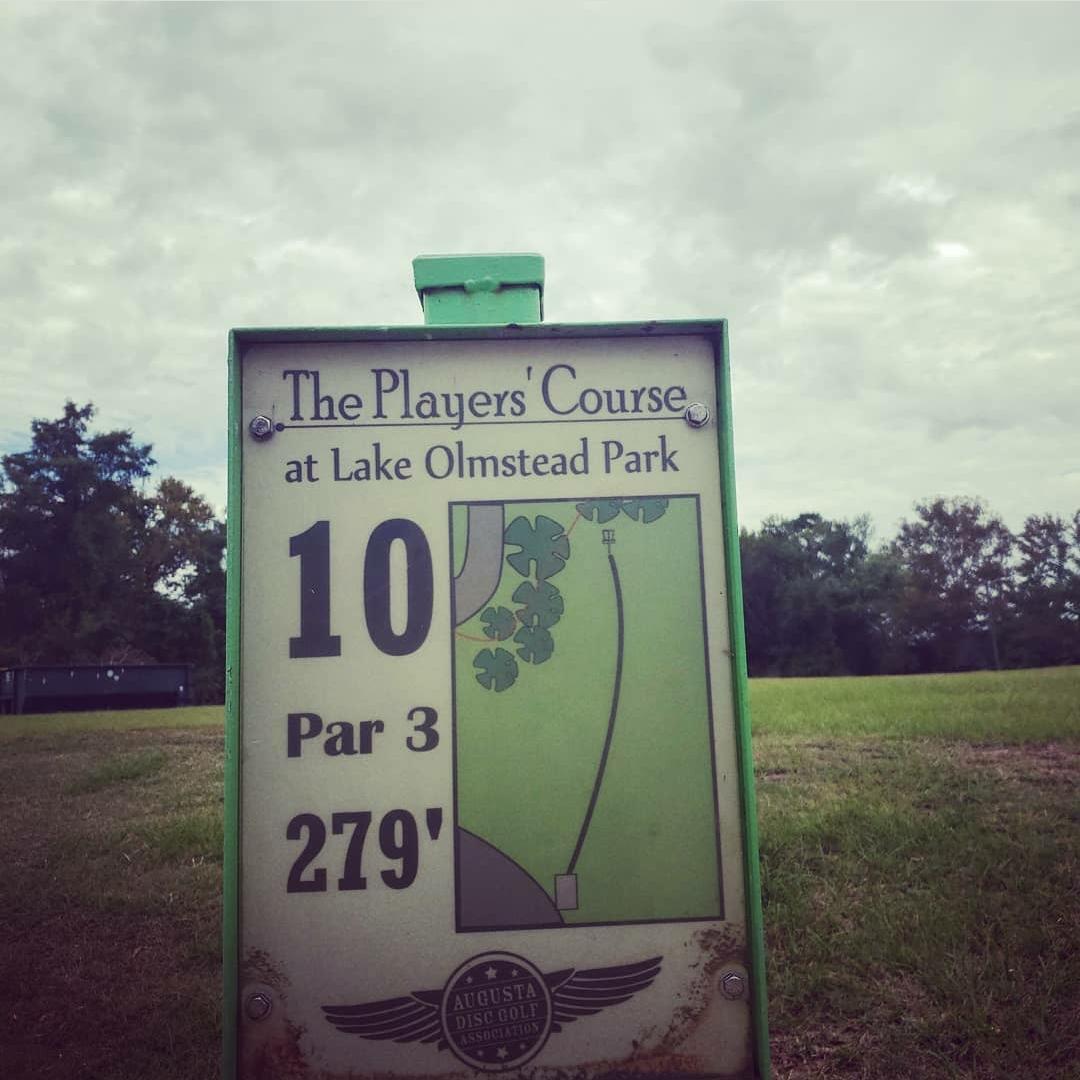 The Players' Course
at Lake Olmstead Park
10
Par 3
279'
AUGUSTA
DISC GOLF
ASSOCIATION